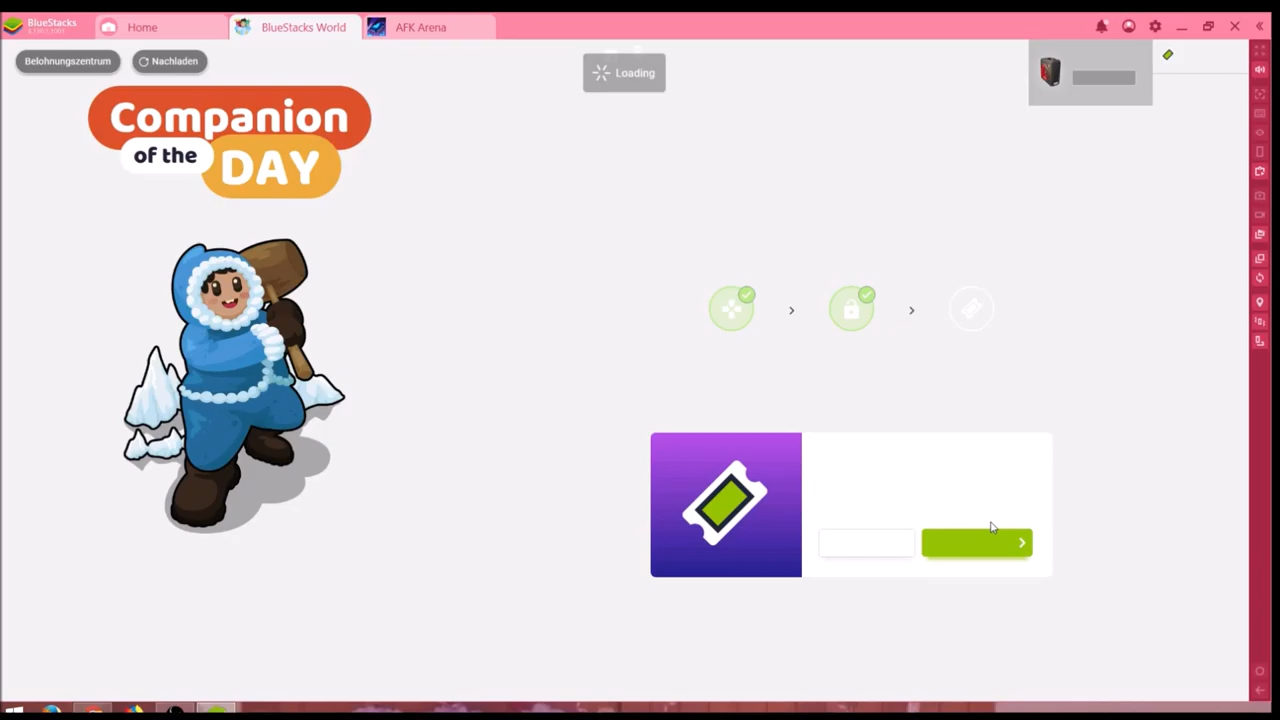 BlueStacks
Home
BlueStacks World
AFK Arena
Belohnungszentrum
Nachladen
Loading
Companion
of the
DAY